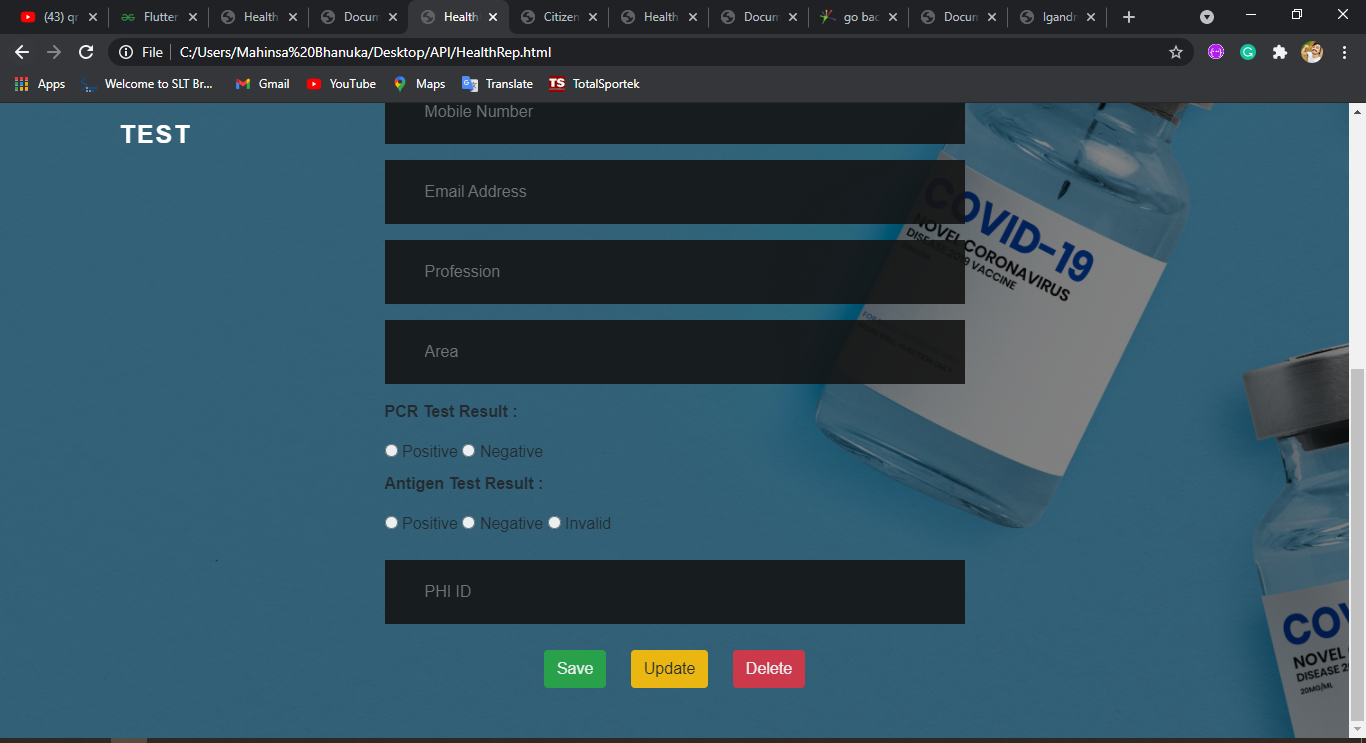 (43) qr
Flutter
Health
Docum
Health
Citizen
Health
Docum
go bac
Docum
Igandr
File
C:/Users/Mahinsa%20Bhanuka/Desktop/API/HealthRep.html
Apps
Welcome to SLT Br...
Gmail
YouTube
Maps
Translate
TS TotalSportek
TEST
Mobile Number
Email Address
Profession
Area
PCR Test Result :
Positive Negative
Antigen Test Result :
Positive Negative Invalid
PHI ID
Save Update Delete
COVID-19
NOVEL CORONAVIRUS
DISEASE 2019 VACCINE
COV
NOVEL
DISEASE 2
20MG/ML